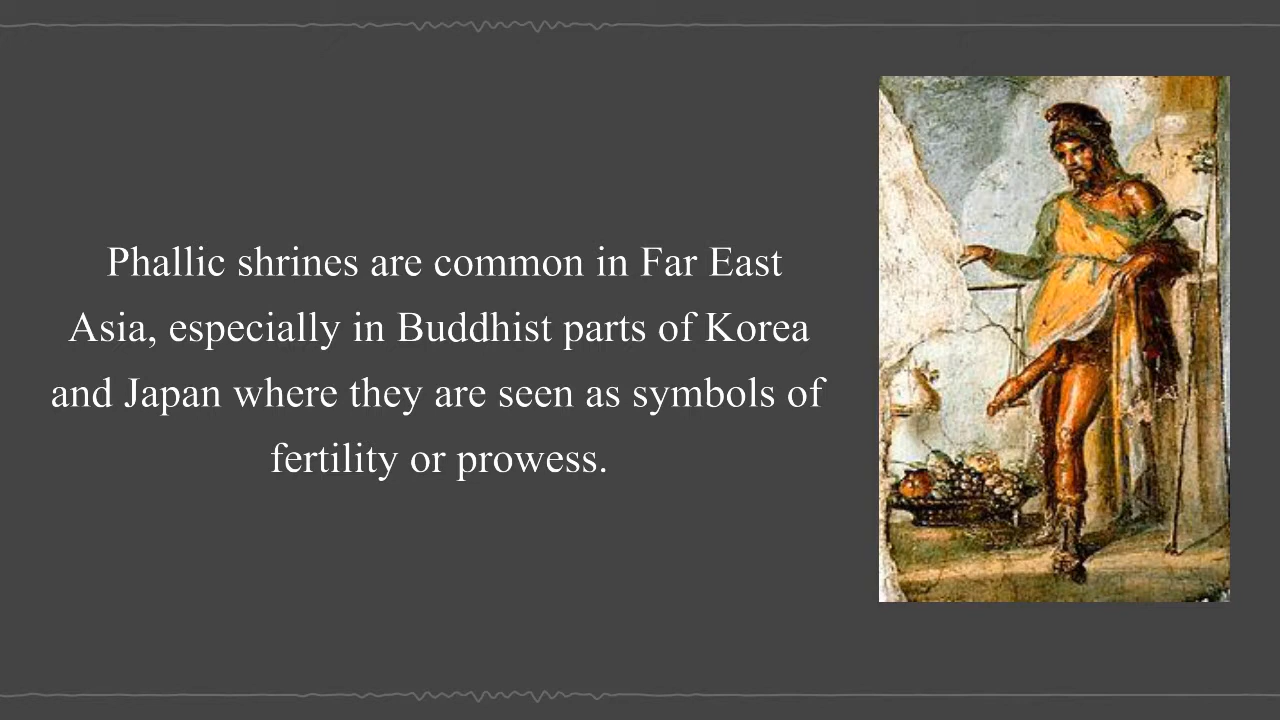 Phallic shrines are common in Far East
Asia, especially in Buddhist parts of Korea
and Japan where they are seen as symbols of
fertility or prowess.